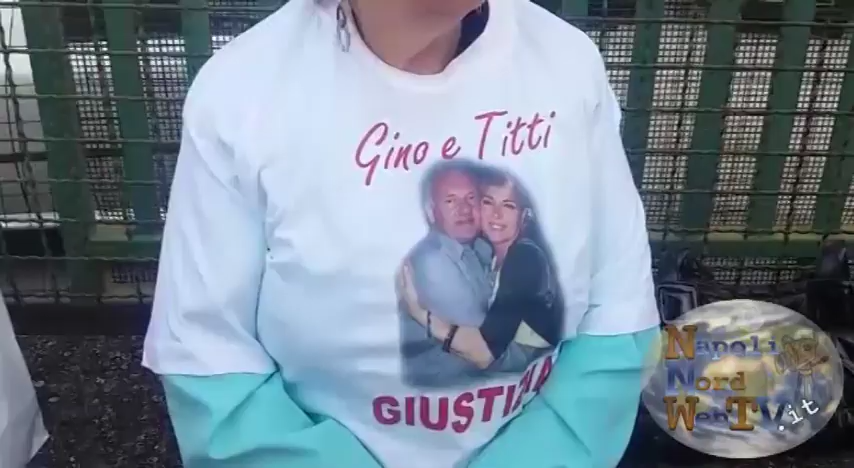 Gino e Titti
GIUSTIZIA
Napoli
Nord
WebTV
.it